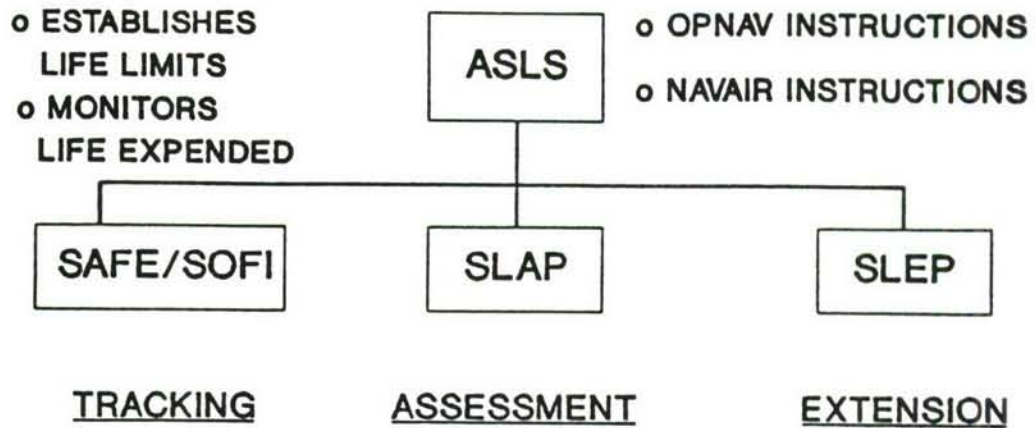 o ESTABLISHES
LIFE LIMITS
o MONITORS
LIFE EXPENDED
ASLS
o OPNAV INSTRUCTIONS
o NAVAIR INSTRUCTIONS
SAFE/SOFI
SLAP
SLEP
TRACKING
ASSESSMENT
EXTENSION